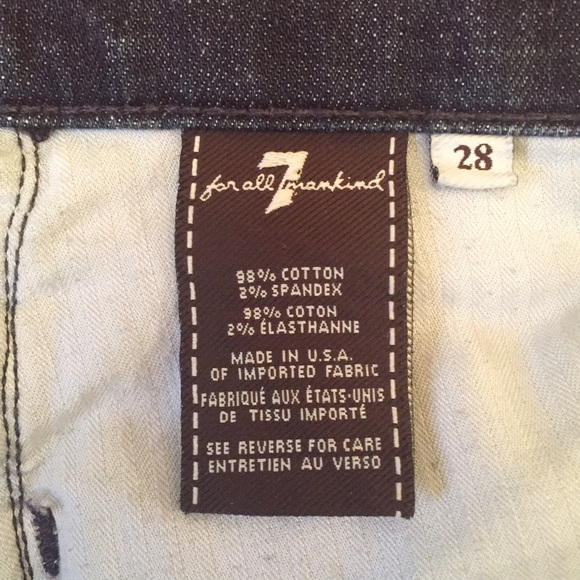 7
for all mankind
28
98% COTTON
2% SPANDEX
98% COTON
2% ÉLASTHANNE
MADE IN U.S.A.
OF IMPORTED FABRIC
FABRIQUÉ AUX ÉTATS-UNIS
DE TISSU IMPORTÉ
SEE REVERSE FOR CARE
ENTRETIEN AU VERSO